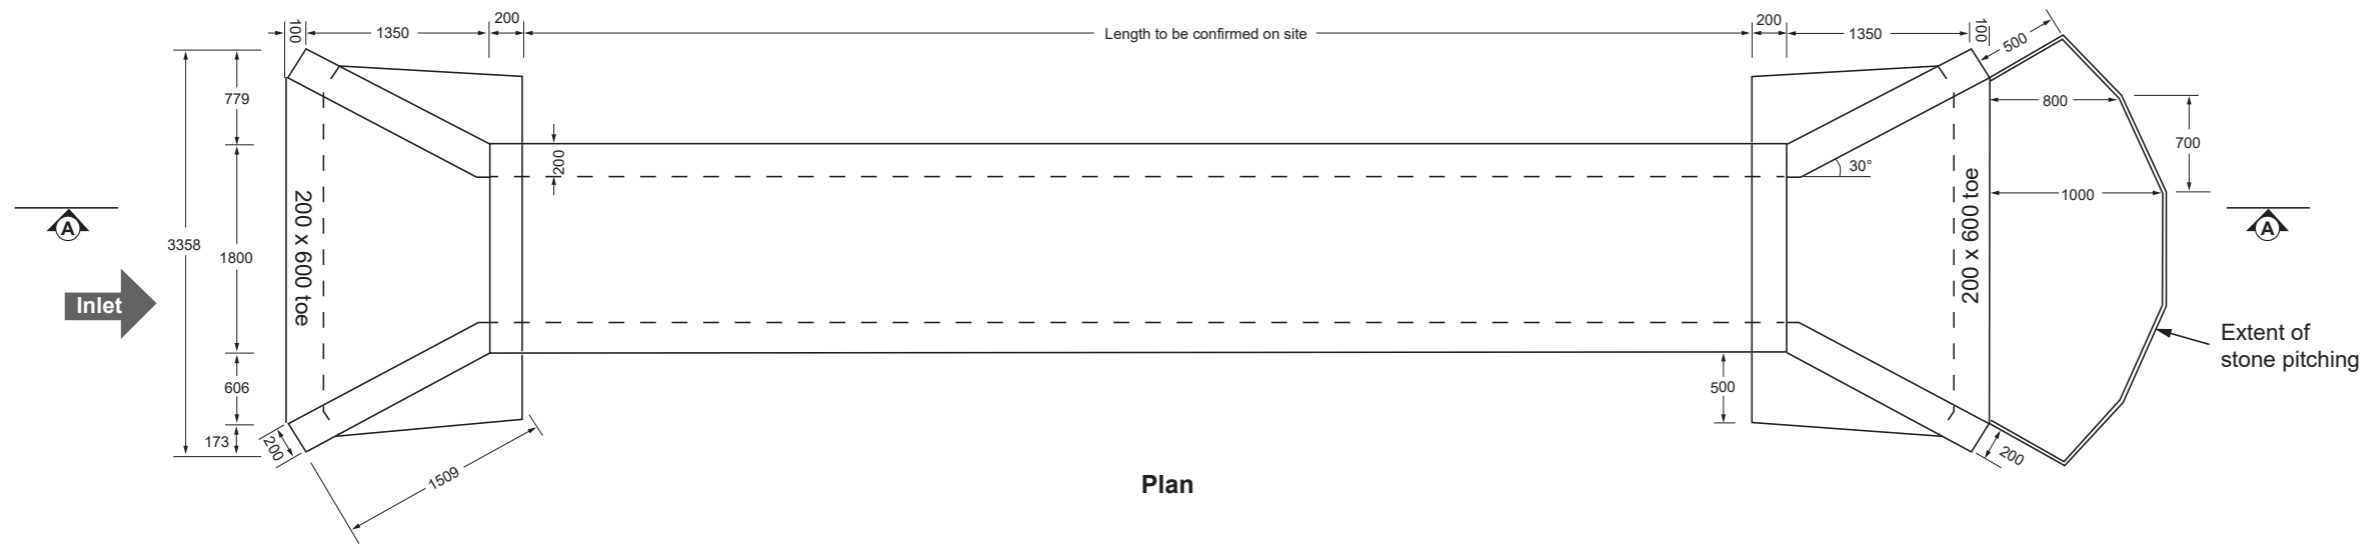 100
1350
200
Length to be confirmed on site
200
1350
100
500
779
200
800
700
30°
1000
3358
1800
200 x 600 toe
200 x 600 toe
A
A
Inlet
Extent of
stone pitching
606
500
173
200
200
1509
Plan